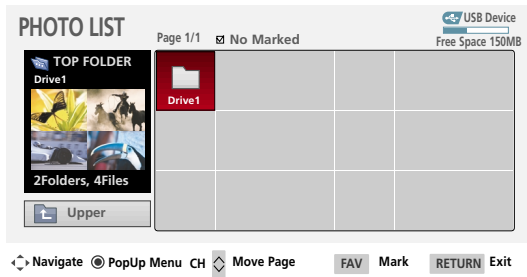 PHOTO LIST
Page 1/1 No Marked
USB Device
Free Space 150MB
TOP FOLDER
Drive1
Drive1
2Folders, 4Files
Upper
Navigate PopUp Menu CH Move Page FAV Mark RETURN Exit